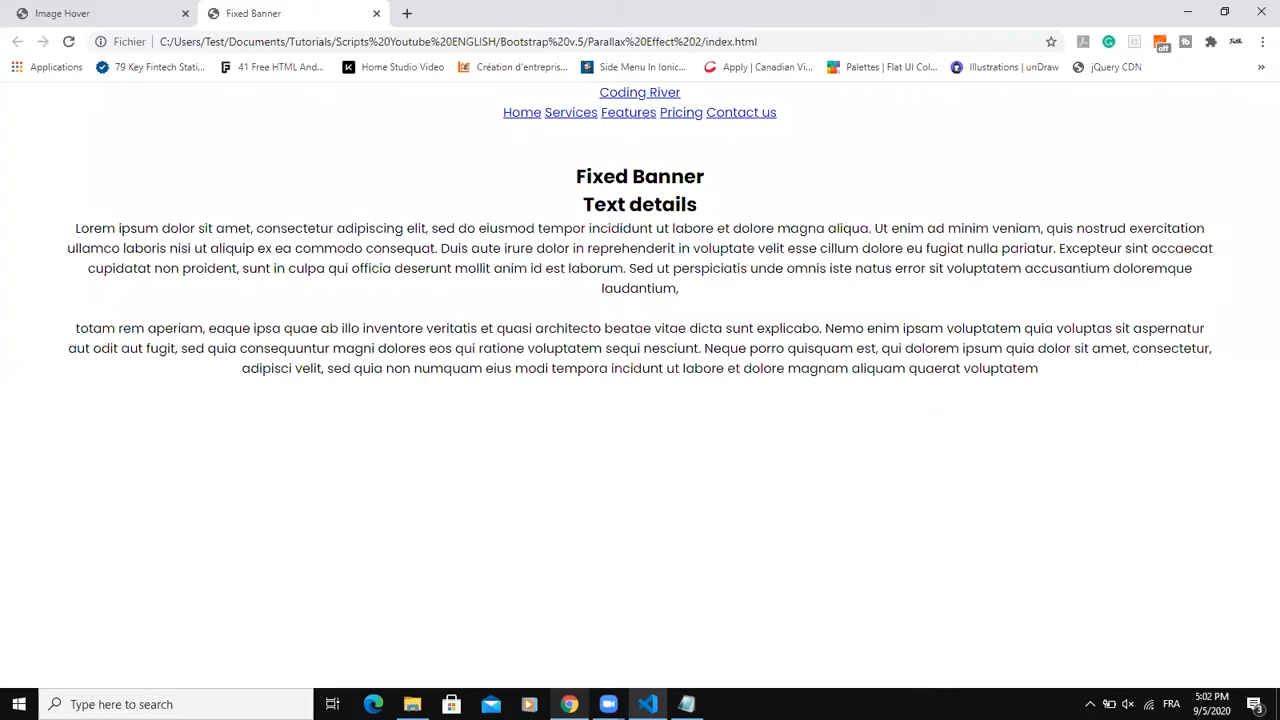 Image Hover
Fixed Banner
Fichier
C:/Users/Test/Documents/Tutorials/Scripts%20Youtube%20ENGLISH/Bootstrap%20v.5/Parallax%20Effect%202/index.html
off
Applications
79 Key Fintech Stati...
41 Free HTML And...
Home Studio Video
Création d'entrepris...
Side Menu In Ionic...
Apply | Canadian Vi...
Palettes | Flat UI Col...
Illustrations | unDraw
jQuery CDN
»
Coding River
Home Services Features Pricing Contact us
Fixed Banner
Text details
Lorem ipsum dolor sit amet, consectetur adipiscing elit, sed do eiusmod tempor incididunt ut labore et dolore magna aliqua. Ut enim ad minim veniam, quis nostrud exercitation
ullamco laboris nisi ut aliquip ex ea commodo consequat. Duis aute irure dolor in reprehenderit in voluptate velit esse cillum dolore eu fugiat nulla pariatur. Excepteur sint occaecat
cupidatat non proident, sunt in culpa qui officia deserunt mollit anim id est laborum. Sed ut perspiciatis unde omnis iste natus error sit voluptatem accusantium doloremque
laudantium,
totam rem aperiam, eaque ipsa quae ab illo inventore veritatis et quasi architecto beatae vitae dicta sunt explicabo. Nemo enim ipsam voluptatem quia voluptas sit aspernatur
aut odit aut fugit, sed quia consequuntur magni dolores eos qui ratione voluptatem sequi nesciunt. Neque porro quisquam est, qui dolorem ipsum quia dolor sit amet, consectetur,
adipisci velit, sed quia non numquam eius modi tempora incidunt ut labore et dolore magnam aliquam quaerat voluptatem
Type here to search
FRA
5:02 PM
9/5/2020
3